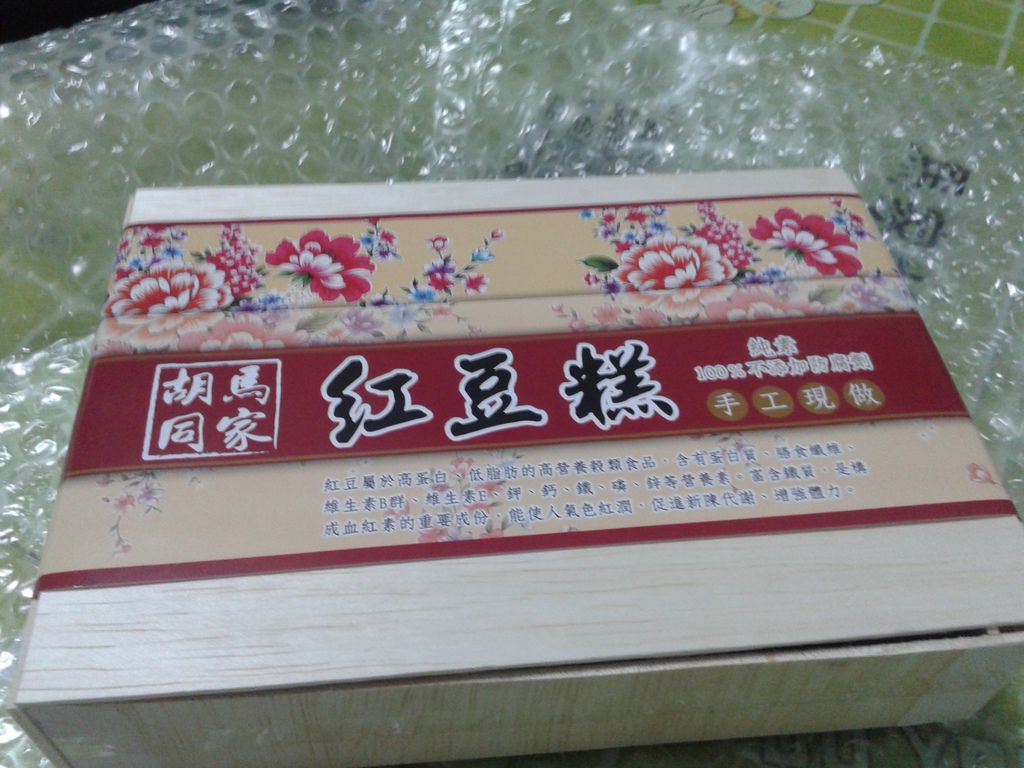 馬家
胡同
紅豆糕
純素
100%不添加防腐劑
手工現做
紅豆屬於高蛋白、低脂肪的高營養穀類食品，含有蛋白質、膳食纖維、
維生素B群、維生素E、鉀、鈣、鐵、磷、鋅等營養素。富含鐵質，是構
成血紅素的重要成份，能使人氣色紅潤，促進新陳代謝、增強體力。